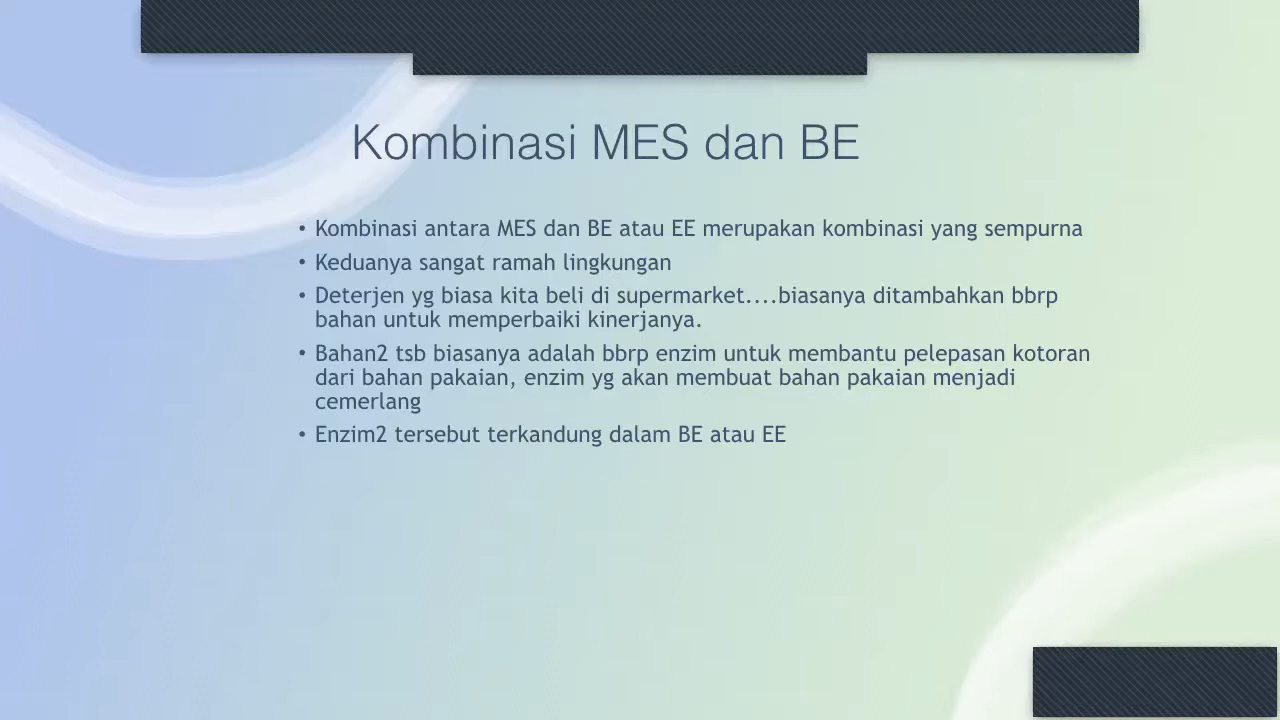 Kombinasi MES dan BE
• Kombinasi antara MES dan BE atau EE merupakan kombinasi yang sempurna
• Keduanya sangat ramah lingkungan
• Deterjen yg biasa kita beli di supermarket....biasanya ditambahkan bbrp
bahan untuk memperbaiki kinerjanya.
• Bahan2 tsb biasanya adalah bbrp enzim untuk membantu pelepasan kotoran
dari bahan pakaian, enzim yg akan membuat bahan pakaian menjadi
cemerlang
• Enzim2 tersebut terkandung dalam BE atau EE